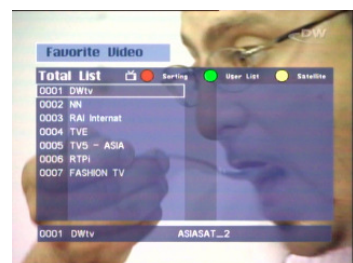 DW
Favorite Video
Total List Sorting User List Satellite
0001 DWtv
0002 NN
0003 RAI Internat
0004 TVE
0005 TV5 - ASIA
0006 RTPi
0007 FASHION TV
0001 DWtv ASIASAT_2